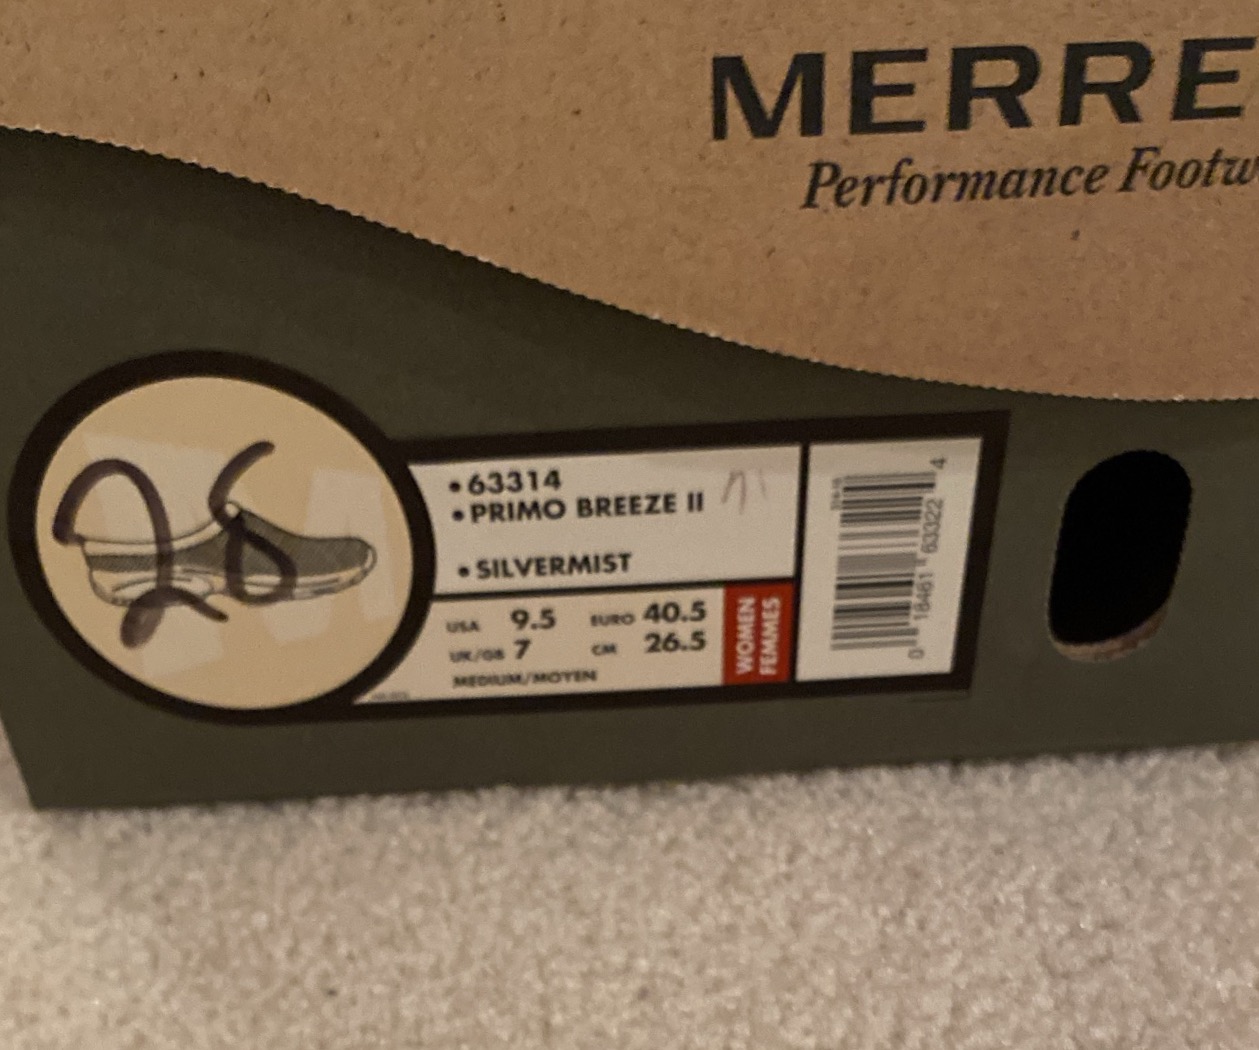 MERRE
Performance Footw
26
• 63314
• PRIMO BREEZE II
• SILVERMIST
USA 9.5 EURO 40.5
UK/GB 7 CM 26.5
MEDIUM/MOYEN
WOMEN
FEMMES
0 18461 63322 4